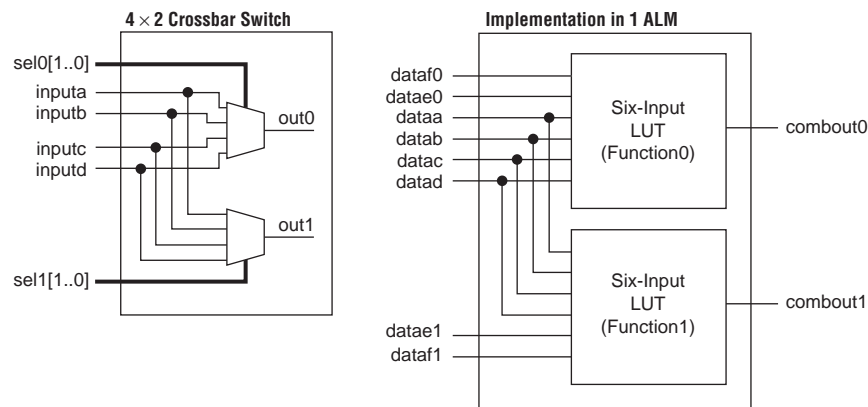 4 × 2 Crossbar Switch
sel0[1..0]
inputa
inputb
inputc
inputd
out0
out1
sel1[1..0]
Implementation in 1 ALM
dataf0
datae0
dataa
datab
datac
datad
Six-Input
LUT
(Function0)
combout0
Six-Input
LUT
(Function1)
combout1
datae1
dataf1